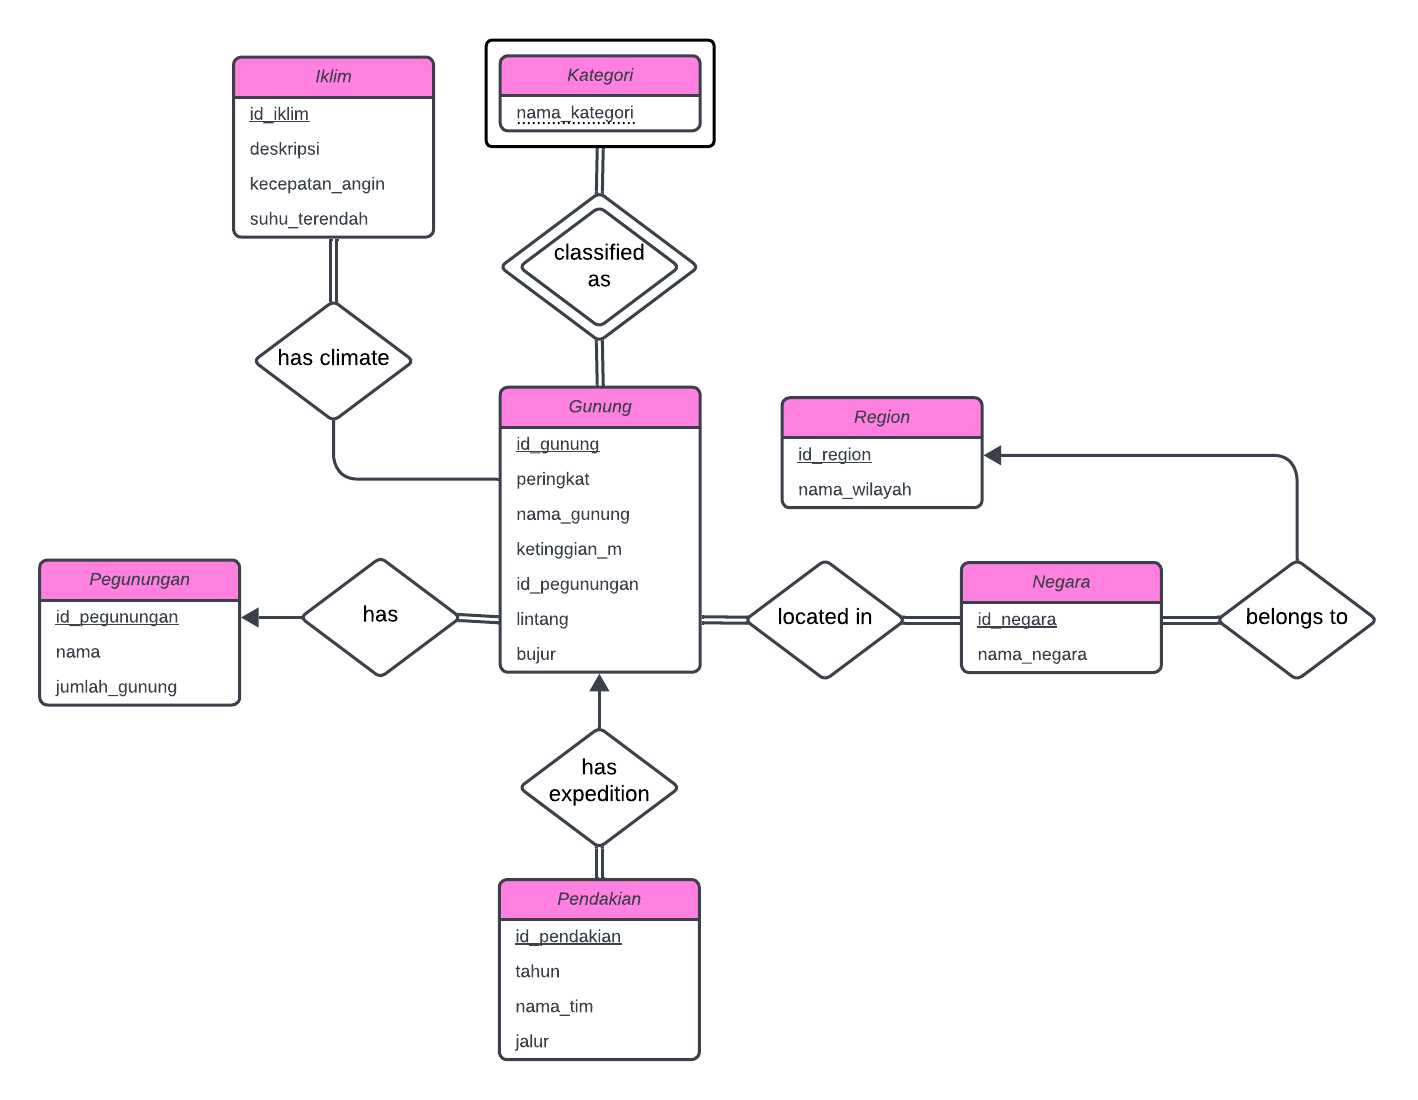 Iklim
id_iklim
deskripsi
kecepatan_angin
suhu_terendah
Kategori
nama_kategori
classified
as
has climate
Gunung
id_gunung
peringkat
nama_gunung
ketinggian_m
id_pegunungan
lintang
bujur
Region
id_region
nama_wilayah
Pegunungan
id_pegunungan
nama
jumlah_gunung
has
located in
Negara
id_negara
nama_negara
belongs to
has
expedition
Pendakian
id_pendakian
tahun
nama_tim
jalur